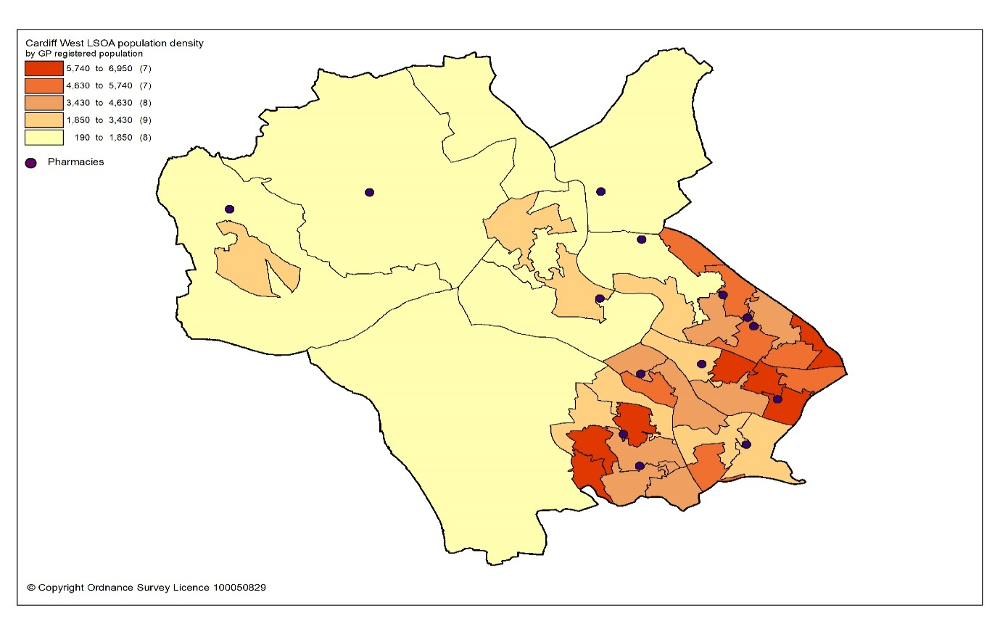 Cardiff West LSOA population density
by GP registered population
5,740 to 6,950 (7)
4,630 to 5,740 (7)
3,430 to 4,630 (8)
1,850 to 3,430 (9)
190 to 1,850 (8)
Pharmacies
© Copyright Ordnance Survey Licence 100050829